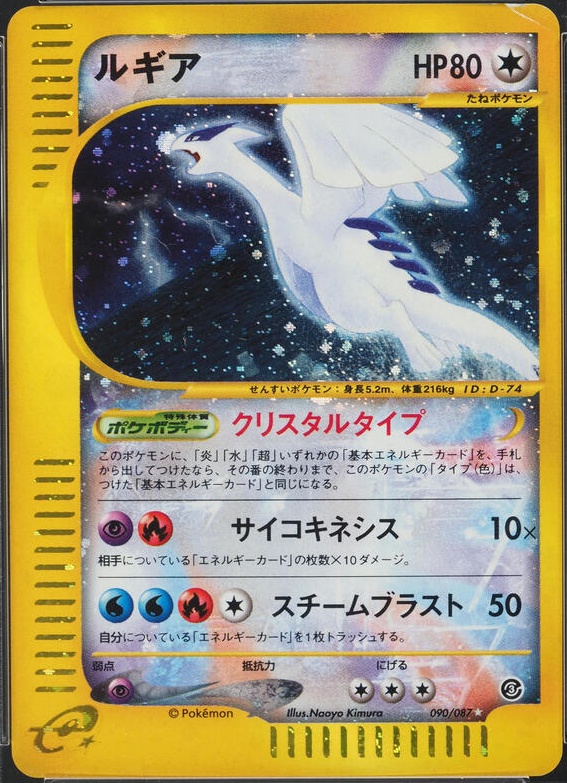 ルギア HP80
たねポケモン
せんすいポケモン：身長5.2m、体重216kg ID：D-74
特殊体質
ポケボディー クリスタルタイプ
このポケモンに、「炎」「水」「超」いずれかの「基本エネルギーカード」を、手札
から出してつけたなら、その番の終わりまで、このポケモンの「タイプ（色）」は、
つけた「基本エネルギーカード」と同じになる。
サイコキネシス 10×
相手についている「エネルギーカード」の枚数×10ダメージ。
スチームブラスト 50
自分についている「エネルギーカード」を1枚トラッシュする。
弱点 抵抗力 にげる
© Pokémon Illus.Naoyo Kimura 090/087★
e